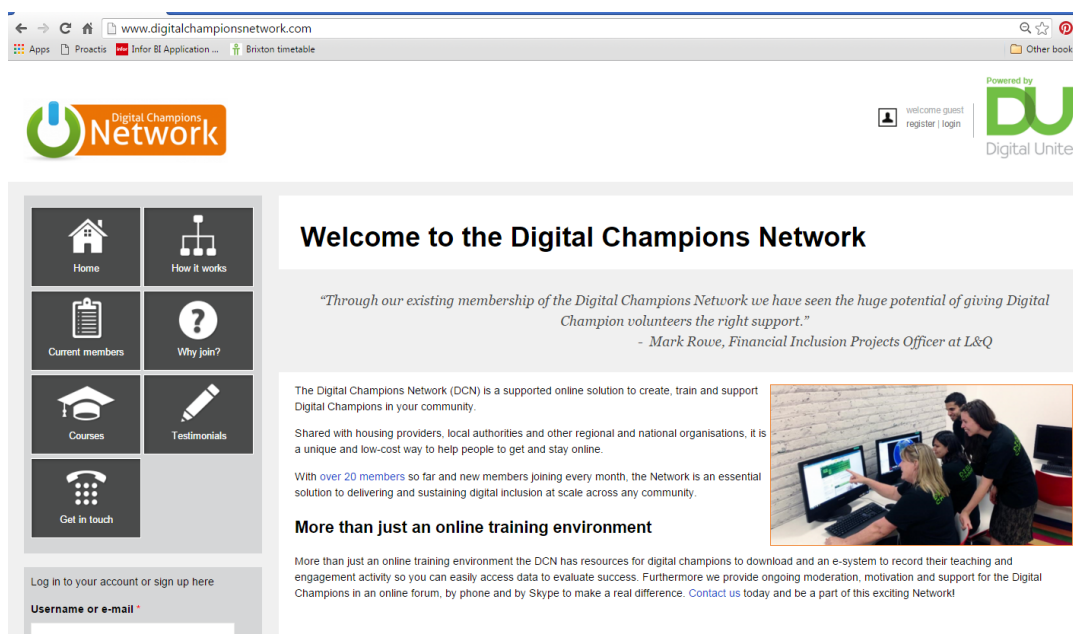 www.digitalchampionsnetwork.com
Apps Proactis Infor BI Application ... Brixton timetable Other book
Digital Champions
Network
welcome guest
register | login
Powered by
DU
Digital Unite
Home
How it works
Current members
Why join?
Courses
Testimonials
Get in touch
Log in to your account or sign up here
Username or e-mail *
Welcome to the Digital Champions Network
“Through our existing membership of the Digital Champions Network we have seen the huge potential of giving Digital
Champion volunteers the right support.”
- Mark Rowe, Financial Inclusion Projects Officer at L&Q
The Digital Champions Network (DCN) is a supported online solution to create, train and support
Digital Champions in your community.
Shared with housing providers, local authorities and other regional and national organisations, it is
a unique and low-cost way to help people to get and stay online.
With over 20 members so far and new members joining every month, the Network is an essential
solution to delivering and sustaining digital inclusion at scale across any community.
More than just an online training environment
More than just an online training environment the DCN has resources for digital champions to download and an e-system to record their teaching and
engagement activity so you can easily access data to evaluate success. Furthermore we provide ongoing moderation, motivation and support for the Digital
Champions in an online forum, by phone and by Skype to make a real difference. Contact us today and be a part of this exciting Network!